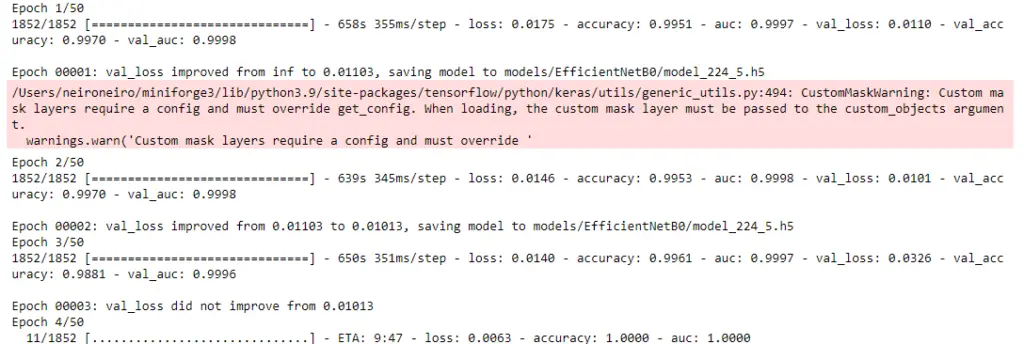 Epoch 1/50
1852/1852 [==============================] - 658s 355ms/step - loss: 0.0175 - accuracy: 0.9951 - auc: 0.9997 - val_loss: 0.0110 - val_acc
uracy: 0.9970 - val_auc: 0.9998
Epoch 00001: val_loss improved from inf to 0.01103, saving model to models/EfficientNetB0/model_224_5.h5
/Users/neironeiro/miniforge3/lib/python3.9/site-packages/tensorflow/python/keras/utils/generic_utils.py:494: CustomMaskWarning: Custom ma
sk layers require a config and must override get_config. When loading, the custom mask layer must be passed to the custom_objects argumen
t.
warnings.warn('Custom mask layers require a config and must override '
Epoch 2/50
1852/1852 [==============================] - 639s 345ms/step - loss: 0.0146 - accuracy: 0.9953 - auc: 0.9998 - val_loss: 0.0101 - val_acc
uracy: 0.9970 - val_auc: 0.9998
Epoch 00002: val_loss improved from 0.01103 to 0.01013, saving model to models/EfficientNetB0/model_224_5.h5
Epoch 3/50
1852/1852 [==============================] - 650s 351ms/step - loss: 0.0140 - accuracy: 0.9961 - auc: 0.9997 - val_loss: 0.0326 - val_acc
uracy: 0.9881 - val_auc: 0.9996
Epoch 00003: val_loss did not improve from 0.01013
Epoch 4/50
11/1852 [..............................] - ETA: 9:47 - loss: 0.0063 - accuracy: 1.0000 - auc: 1.0000